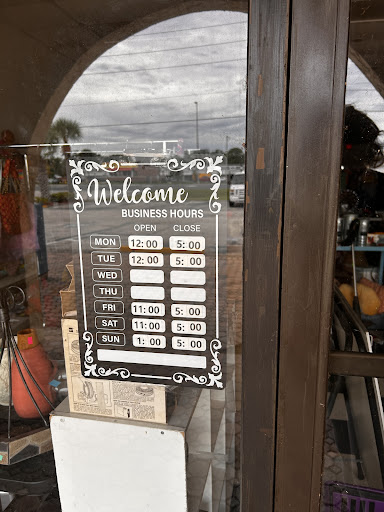 Welcome
BUSINESS HOURS
OPEN CLOSE
MON 12:00 5:00
TUE 12:00 5:00
WED
THU
FRI 11:00 5:00
SAT 11:00 5:00
SUN 1:00 5:00